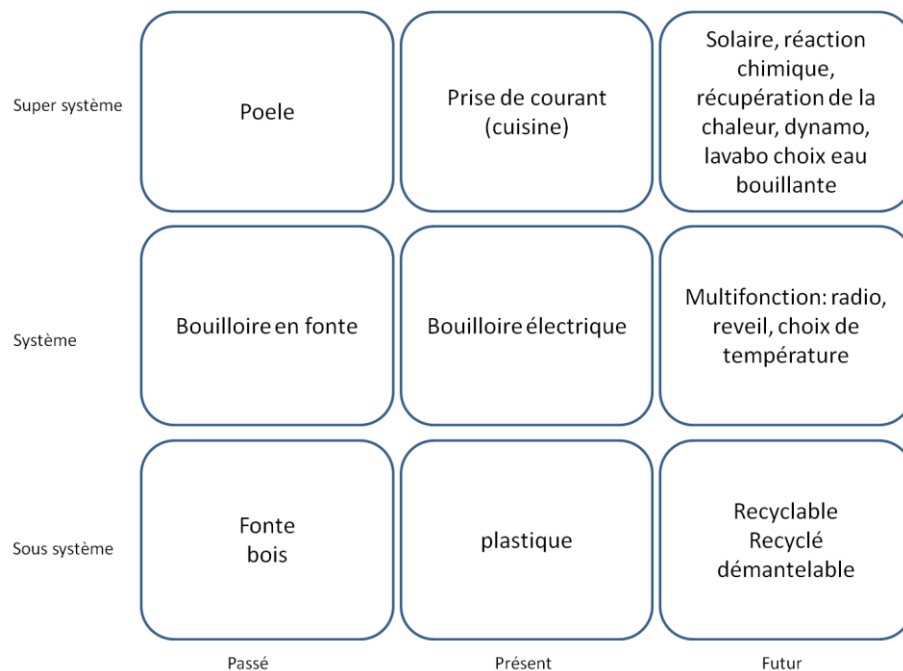 Super système
Poele
Prise de courant
(cuisine)
Solaire, réaction
chimique,
récupération de la
chaleur, dynamo,
lavabo choix eau
bouillante
Système
Bouilloire en fonte
Bouilloire électrique
Multifonction: radio,
reveil, choix de
température
Sous système
Fonte
bois
plastique
Recyclable
Recyclé
démantelable
Passé
Présent
Futur